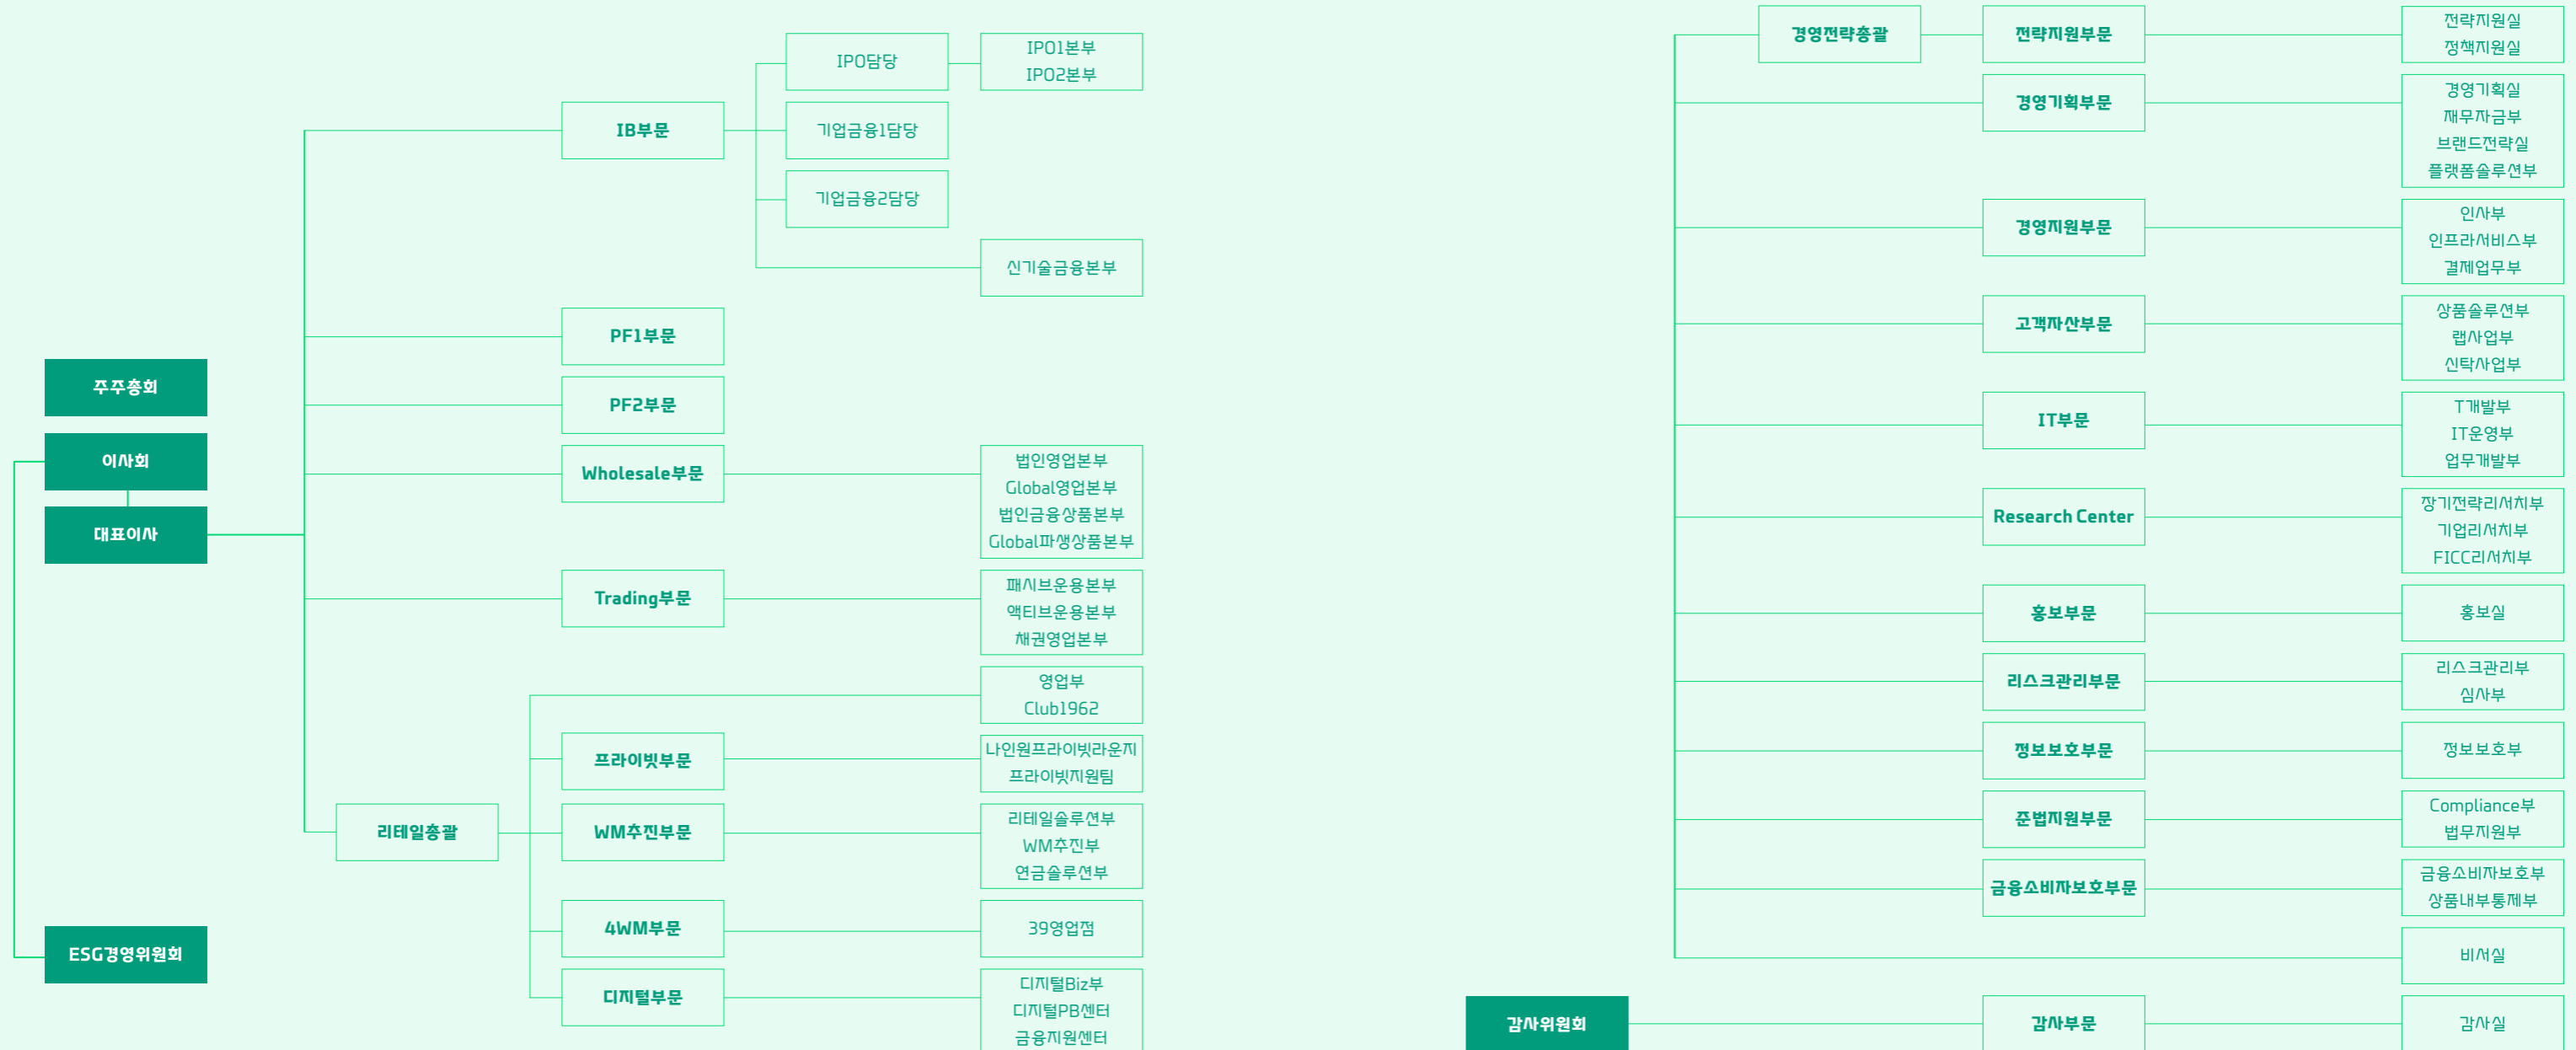 주주총회
이사회
대표이사
ESG경영위원회
IB부문
IPO담당
IPO1본부
IPO2본부
기업금융1담당
기업금융2담당
신기술금융본부
PF1부문
PF2부문
Wholesale부문
법인영업본부
Global영업본부
법인금융상품본부
Global파생상품본부
Trading부문
패시브운용본부
액티브운용본부
채권영업본부
리테일총괄
영업부
Club1962
프라이빗부문
나인원프라이빗라운지
프라이빗지원팀
WM추진부문
리테일솔루션부
WM추진부
연금솔루션부
4WM부문
39영업점
디지털부문
디지털Biz부
디지털PB센터
금융지원센터
경영전략총괄
전략지원부문
전략지원실
정책지원실
경영기획부문
경영기획실
재무자금부
브랜드전략실
플랫폼솔루션부
경영지원부문
인사부
인프라서비스부
결제업무부
고객자산부문
상품솔루션부
랩사업부
신탁사업부
IT부문
T개발부
IT운영부
업무개발부
Research Center
장기전략리서치부
기업리서치부
FICC리서치부
홍보부문
홍보실
리스크관리부문
리스크관리부
심사부
정보보호부문
정보보호부
준법지원부문
Compliance부
법무지원부
금융소비자보호부문
금융소비자보호부
상품내부통제부
비서실
감사위원회
감사부문
감사실